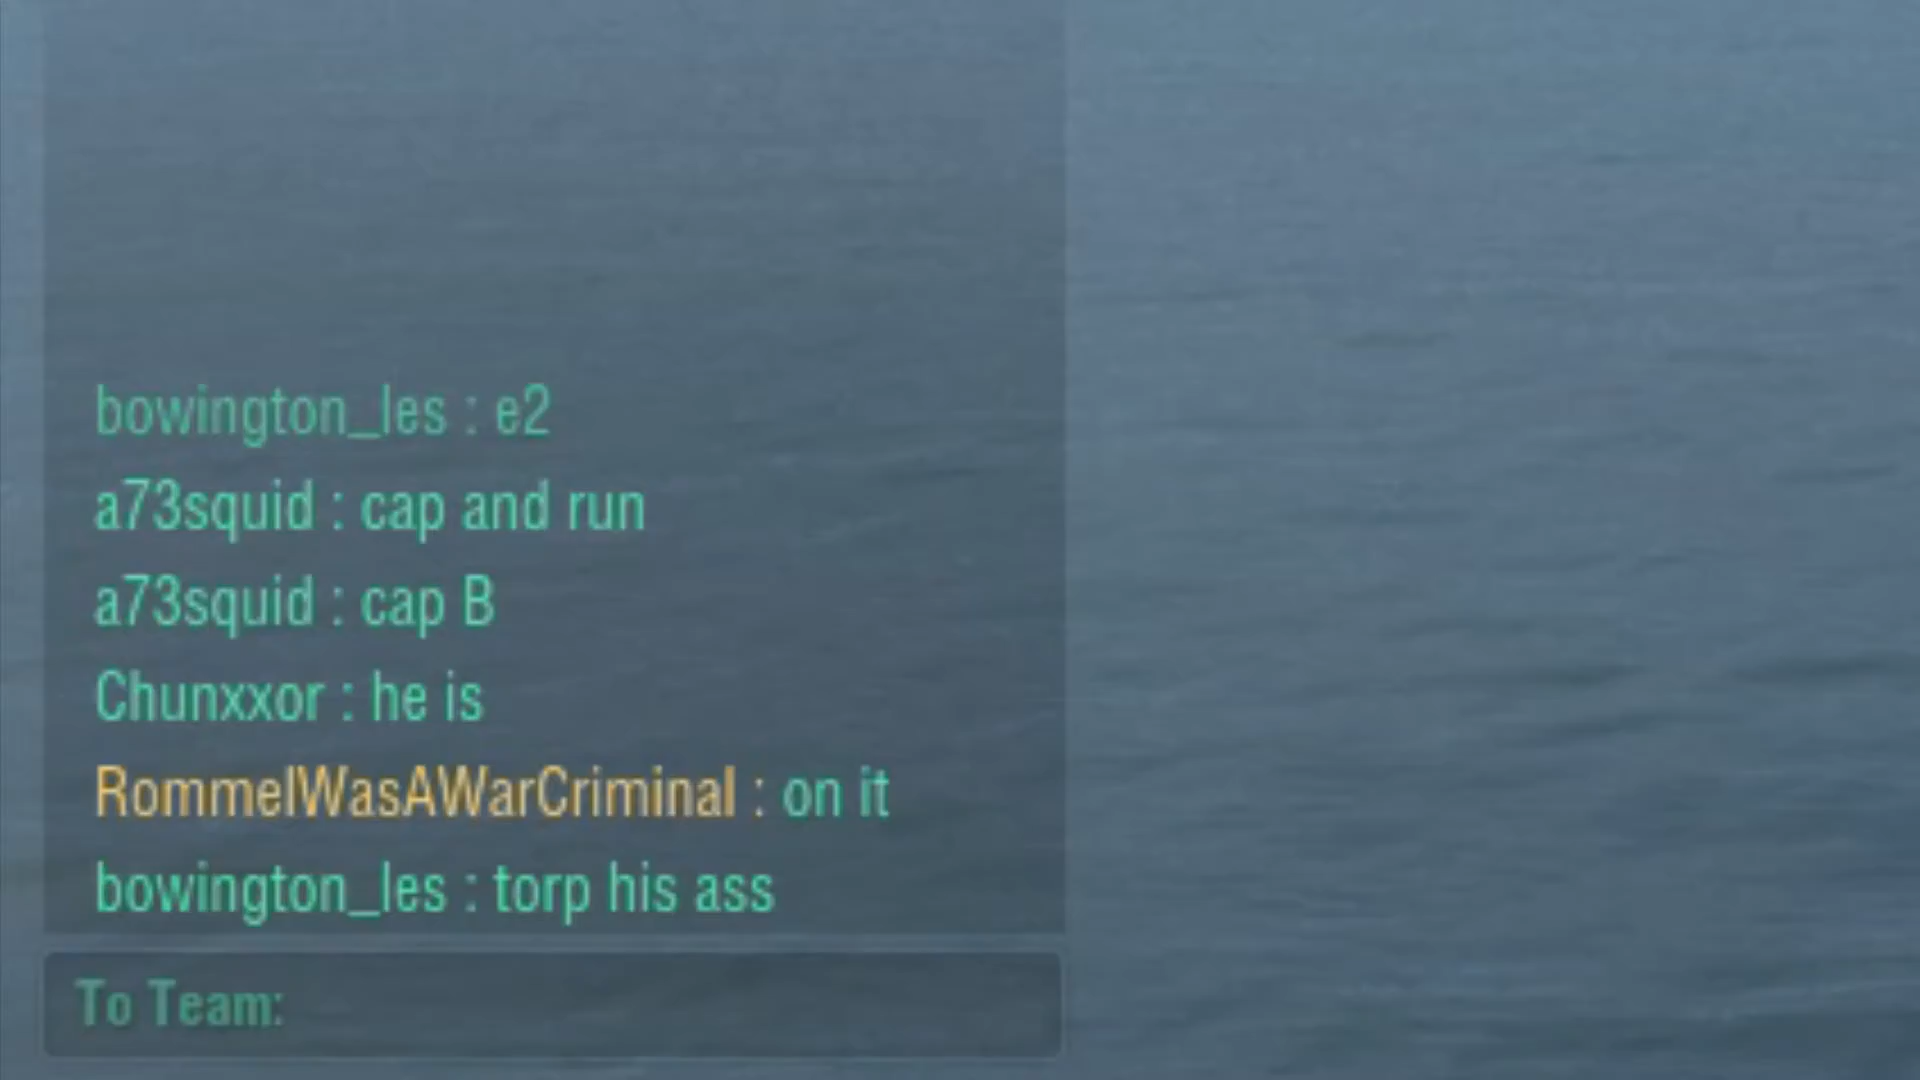 bowington_les : e2
a73squid : cap and run
a73squid : cap B
Chunxxor : he is
RommelWasAWarCriminal : on it
bowington_les : torp his ass
To Team: